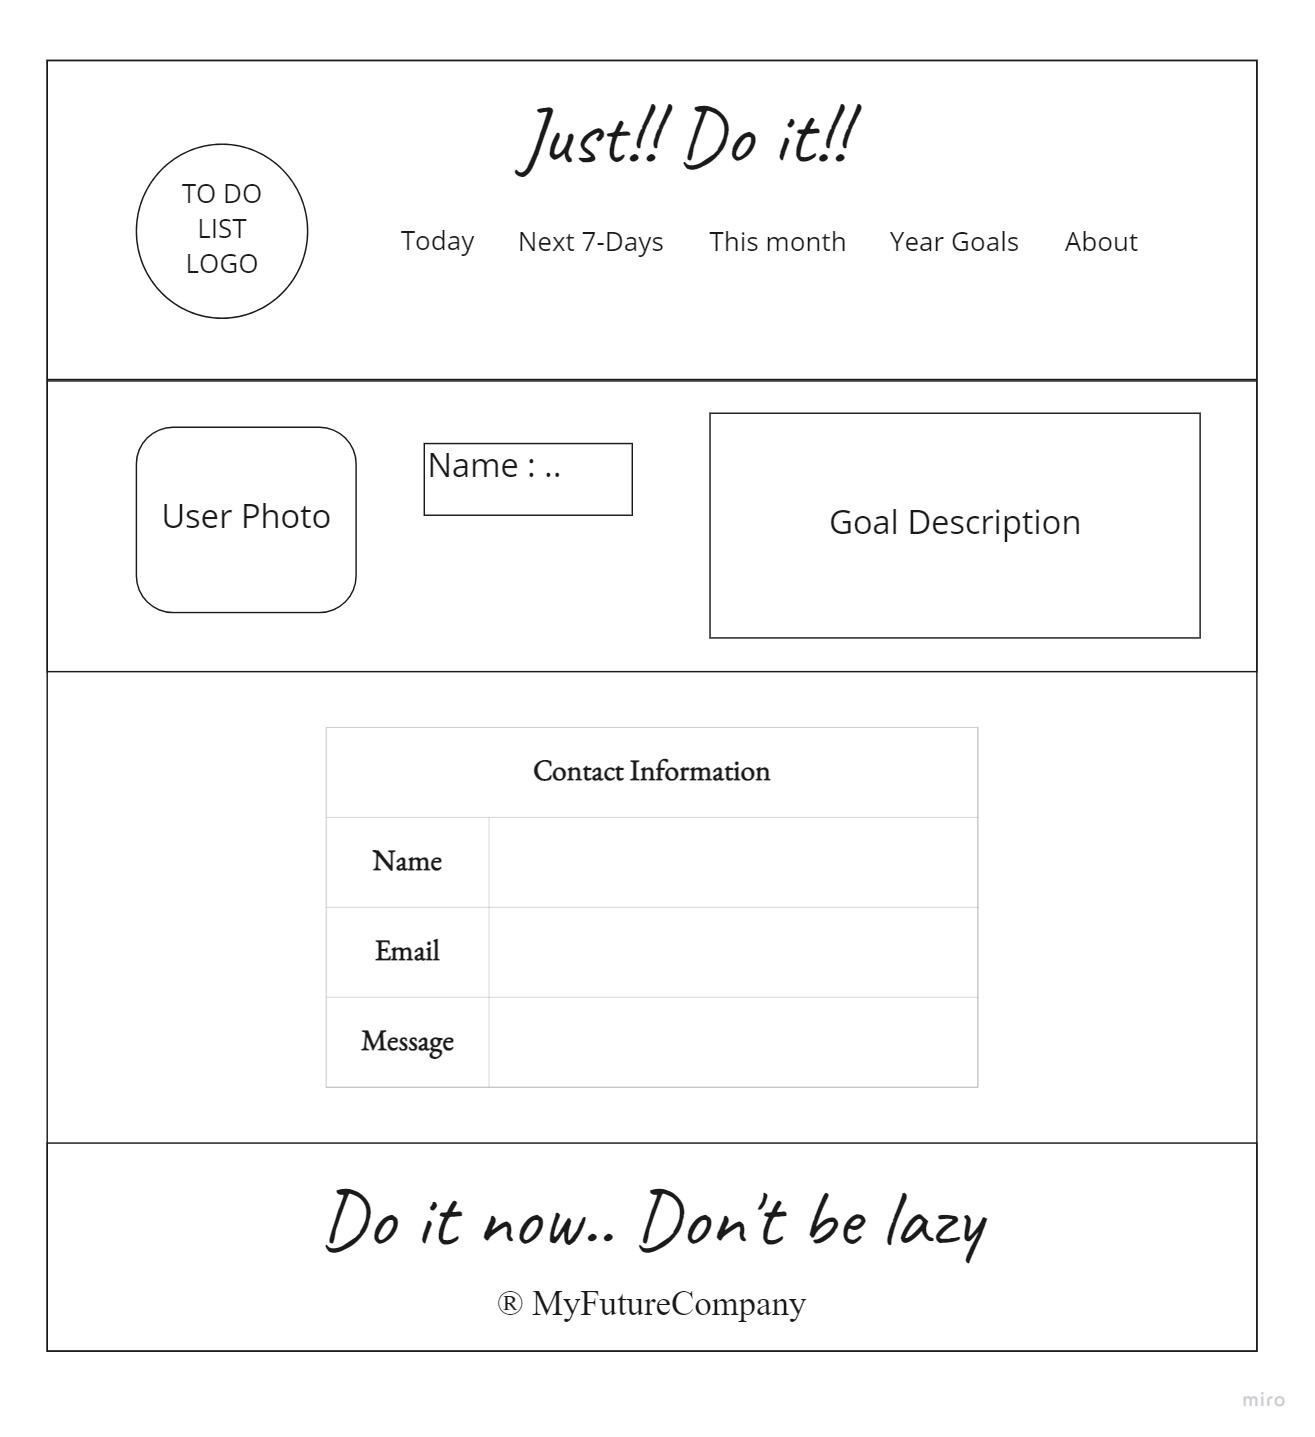 Just!! Do it!!
TO DO
LIST
LOGO
Today Next 7-Days This month Year Goals About
User Photo
Name : ..
Goal Description
Contact Information
Name
Email
Message
Do it now.. Don't be lazy
® MyFutureCompany
miro